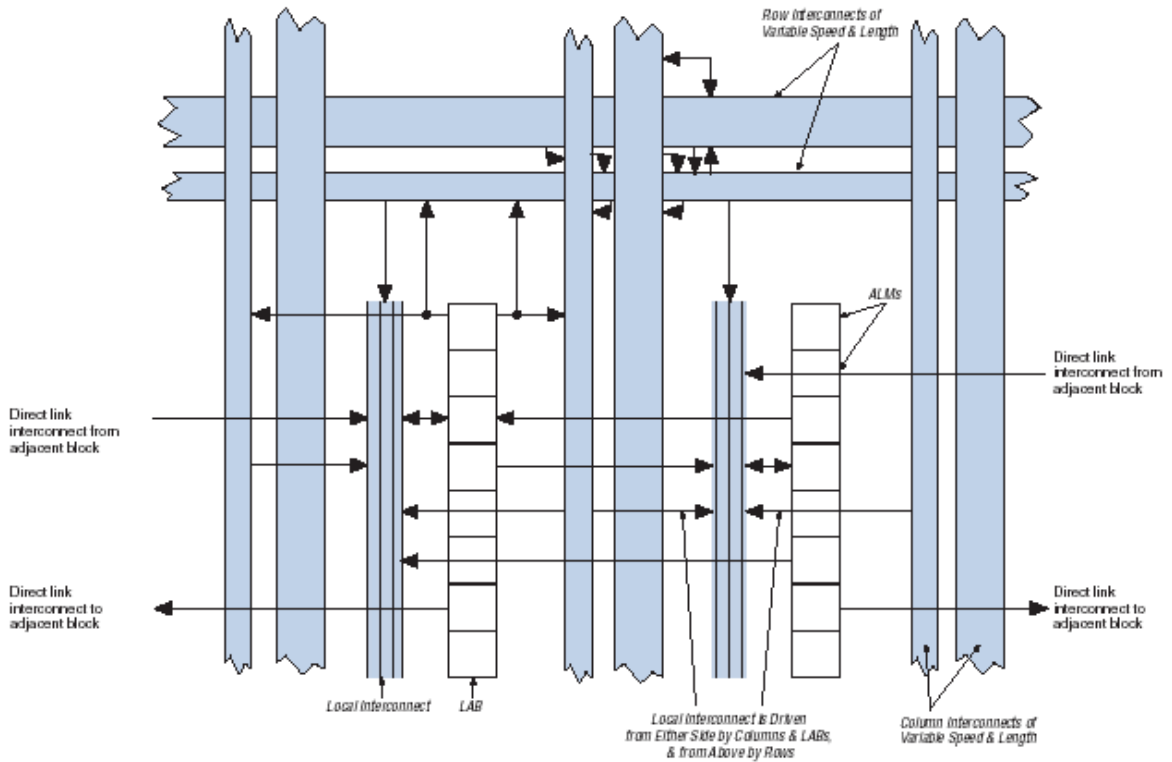 Row Interconnects of
Variable Speed & Length
ALMs
Direct link
interconnect from
adjacent block
Direct link
interconnect from
adjacent block
Direct link
interconnect to
adjacent block
Direct link
interconnect to
adjacent block
Local Interconnect
LAB
Local Interconnect is Driven
from Either Side by Columns & LABs,
& from Above by Rows
Column Interconnects of
Variable Speed & Length